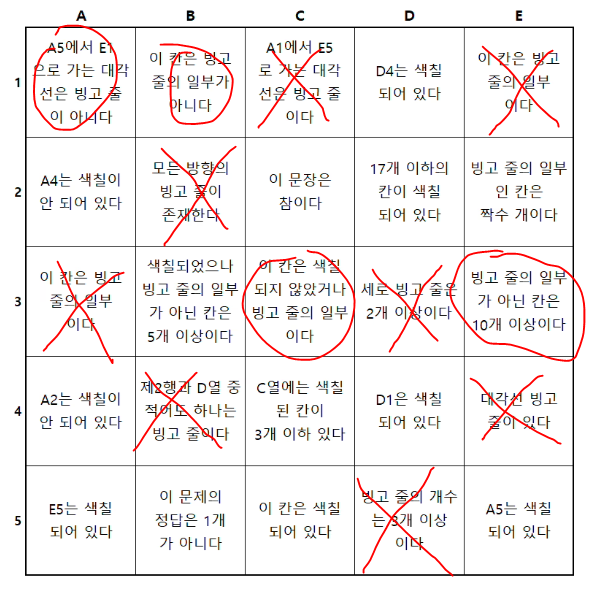 A B C D E
1
A5에서 E1
으로 가는 대각
선은 빙고 줄
이 아니다
이 칸은 빙고
줄의 일부가
아니다
A1에서 E5
로 가는 대각
선은 빙고 줄
이다
D4는 색칠
되어 있다
이 칸은 빙고
줄의 일부
이다
2
A4는 색칠이
안 되어 있다
모든 방향의
빙고 줄이
존재한다
이 문장은
참이다
17개 이하의
칸이 색칠
되어 있다
빙고 줄의 일부
인 칸은
짝수 개이다
3
이 칸은 빙고
줄의 일부
이다
색칠되었으나
빙고 줄의 일부
가 아닌 칸은
5개 이상이다
이 칸은 색칠
되지 않았거나
빙고 줄의 일부
이다
세로 빙고 줄은
2개 이상이다
빙고 줄의 일부
가 아닌 칸은
10개 이상이다
4
A2는 색칠이
안 되어 있다
제2행과 D열 중
적어도 하나는
빙고 줄이다
C열에는 색칠
된 칸이
3개 이하 있다
D1은 색칠
되어 있다
대각선 빙고
줄이 있다
5
E5는 색칠
되어 있다
이 문제의
정답은 1개
가 아니다
이 칸은 색칠
되어 있다
빙고 줄의 개수
는 3개 이상
이다
A5는 색칠
되어 있다